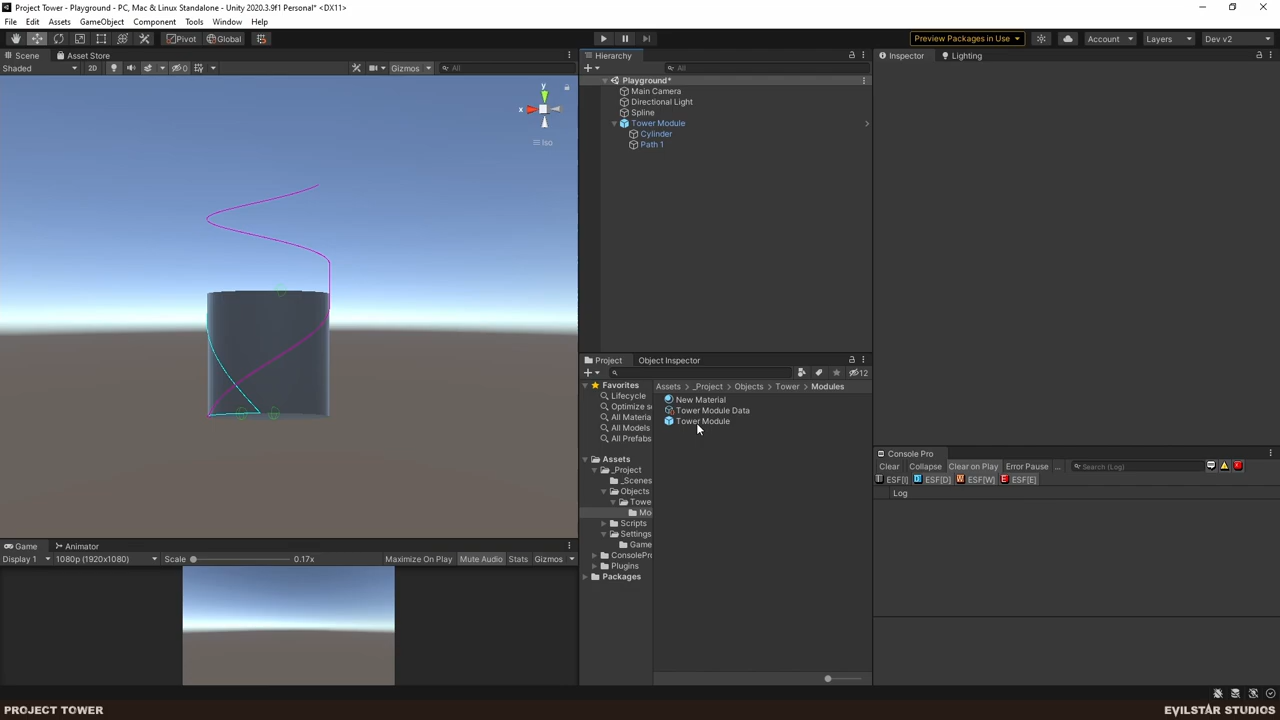 Project Tower - Playground - PC, Mac & Linux Standalone - Unity 2020.3.9f1 Personal* <DX11>
File Edit Assets GameObject Component Tools Window Help
Pivot Global Preview Packages in Use Account Layers Dev v2
Scene Asset Store
Shaded 2D 0 Gizmos All
y
x
Iso
Hierarchy
All
Playground*
Main Camera
Directional Light
Spline
Tower Module
Cylinder
Path 1
Inspector Lighting
Project Object Inspector
12
Favorites
Lifecycle
Optimize s
All Materia
All Models
All Prefabs
Assets
_Project
_Scenes
Objects
Towe
Mo
Scripts
Settings
Game
ConsolePro
Plugins
Packages
Assets > _Project > Objects > Tower > Modules
New Material
Tower Module Data
Tower Module
Console Pro
Clear Collapse Clear on Play Error Pause ... Search (Log)
ESF[I] ESF[D] ESF[W] ESF[E]
Log
Game Animator
Display 1 1080p (1920x1080) Scale 0.17x Maximize On Play Mute Audio Stats Gizmos
PROJECT TOWER
EVILSTAR STUDIOS